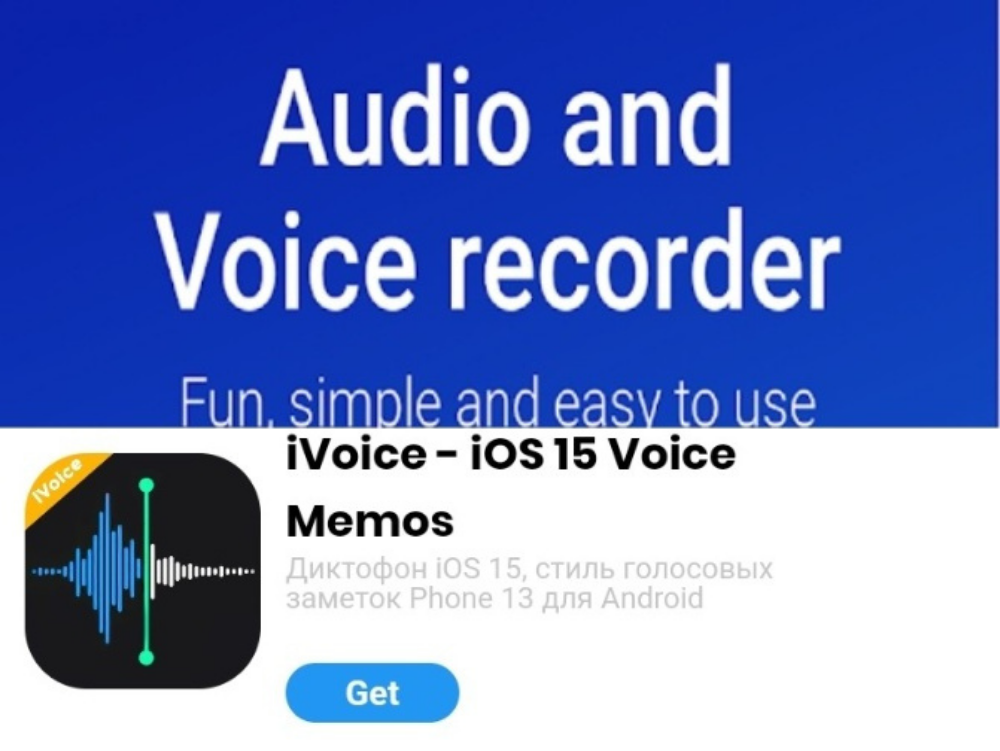 Audio and
Voice recorder
Fun, simple and easy to use
iVoice
iVoice - iOS 15 Voice
Memos
Диктофон iOS 15, стиль голосовых
заметок Phone 13 для Android
Get